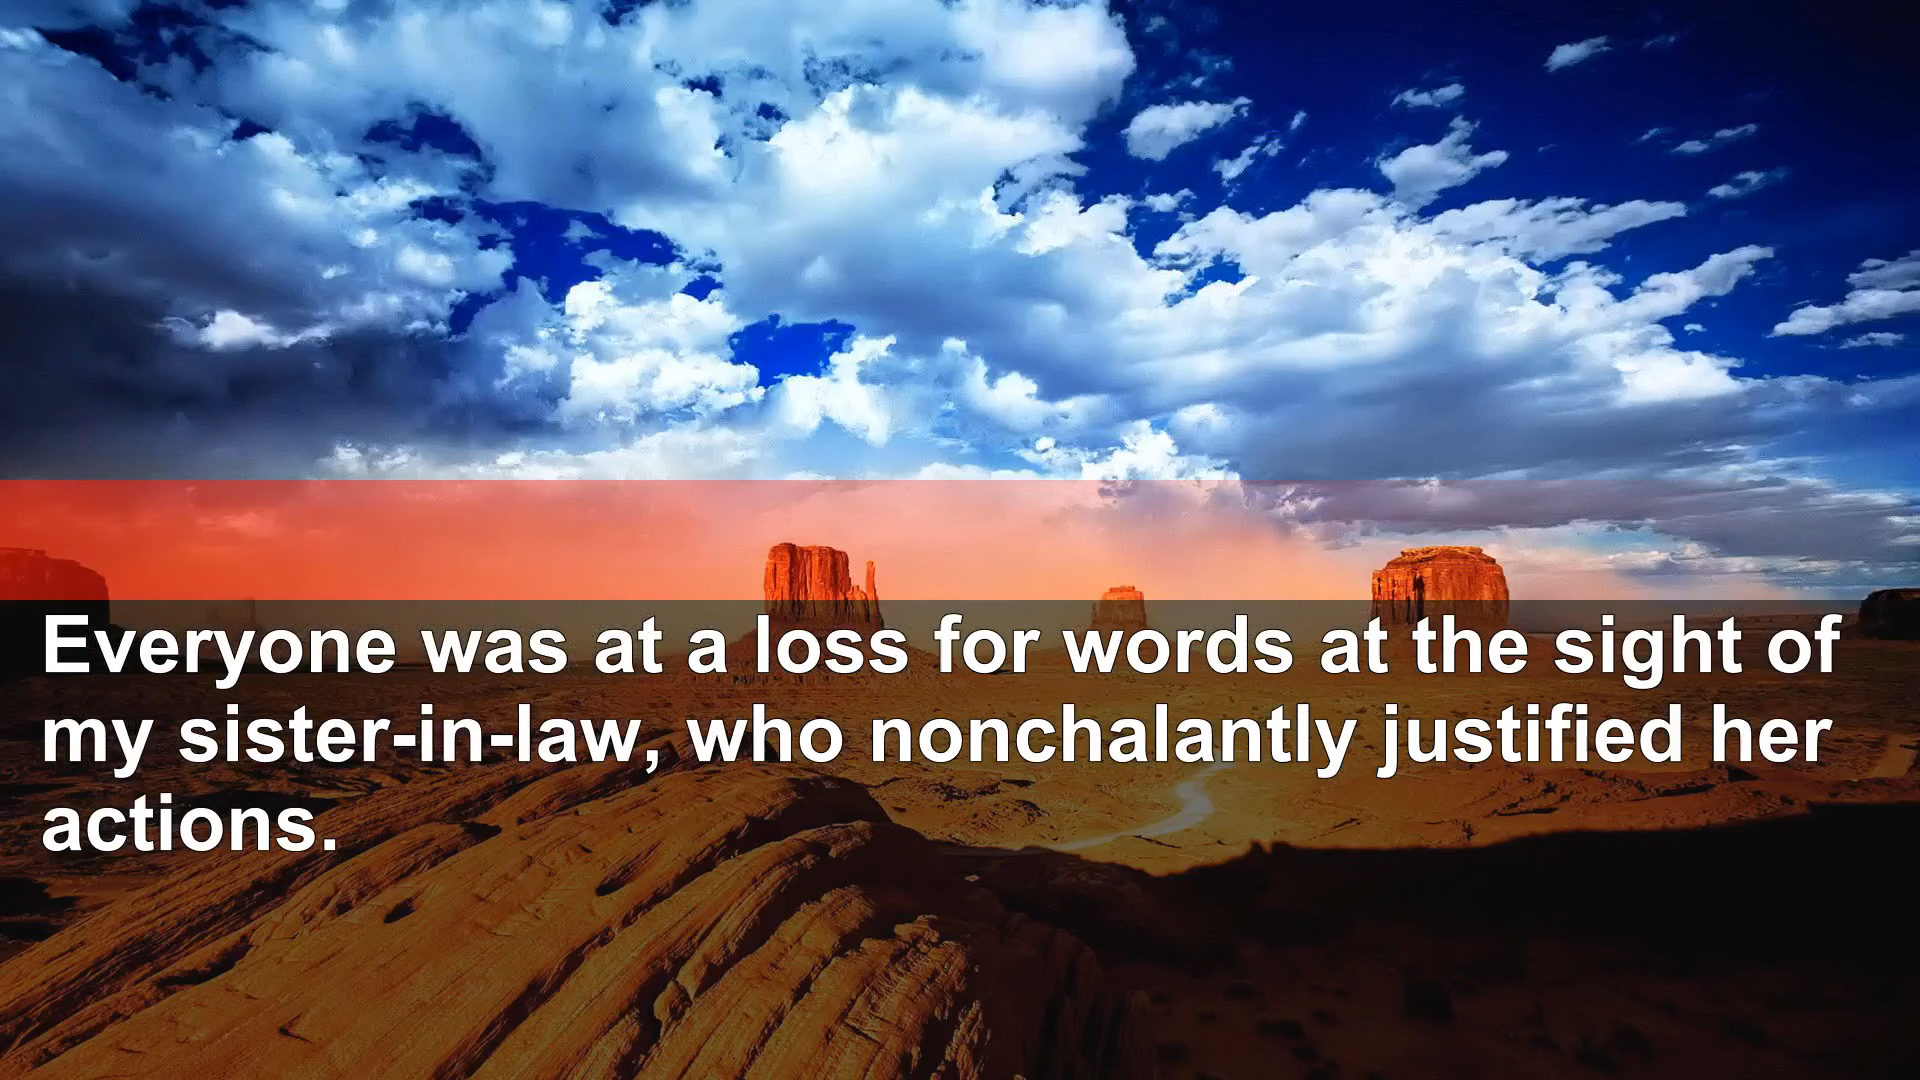 Everyone was at a loss for words at the sight of
my sister-in-law, who nonchalantly justified her
actions.